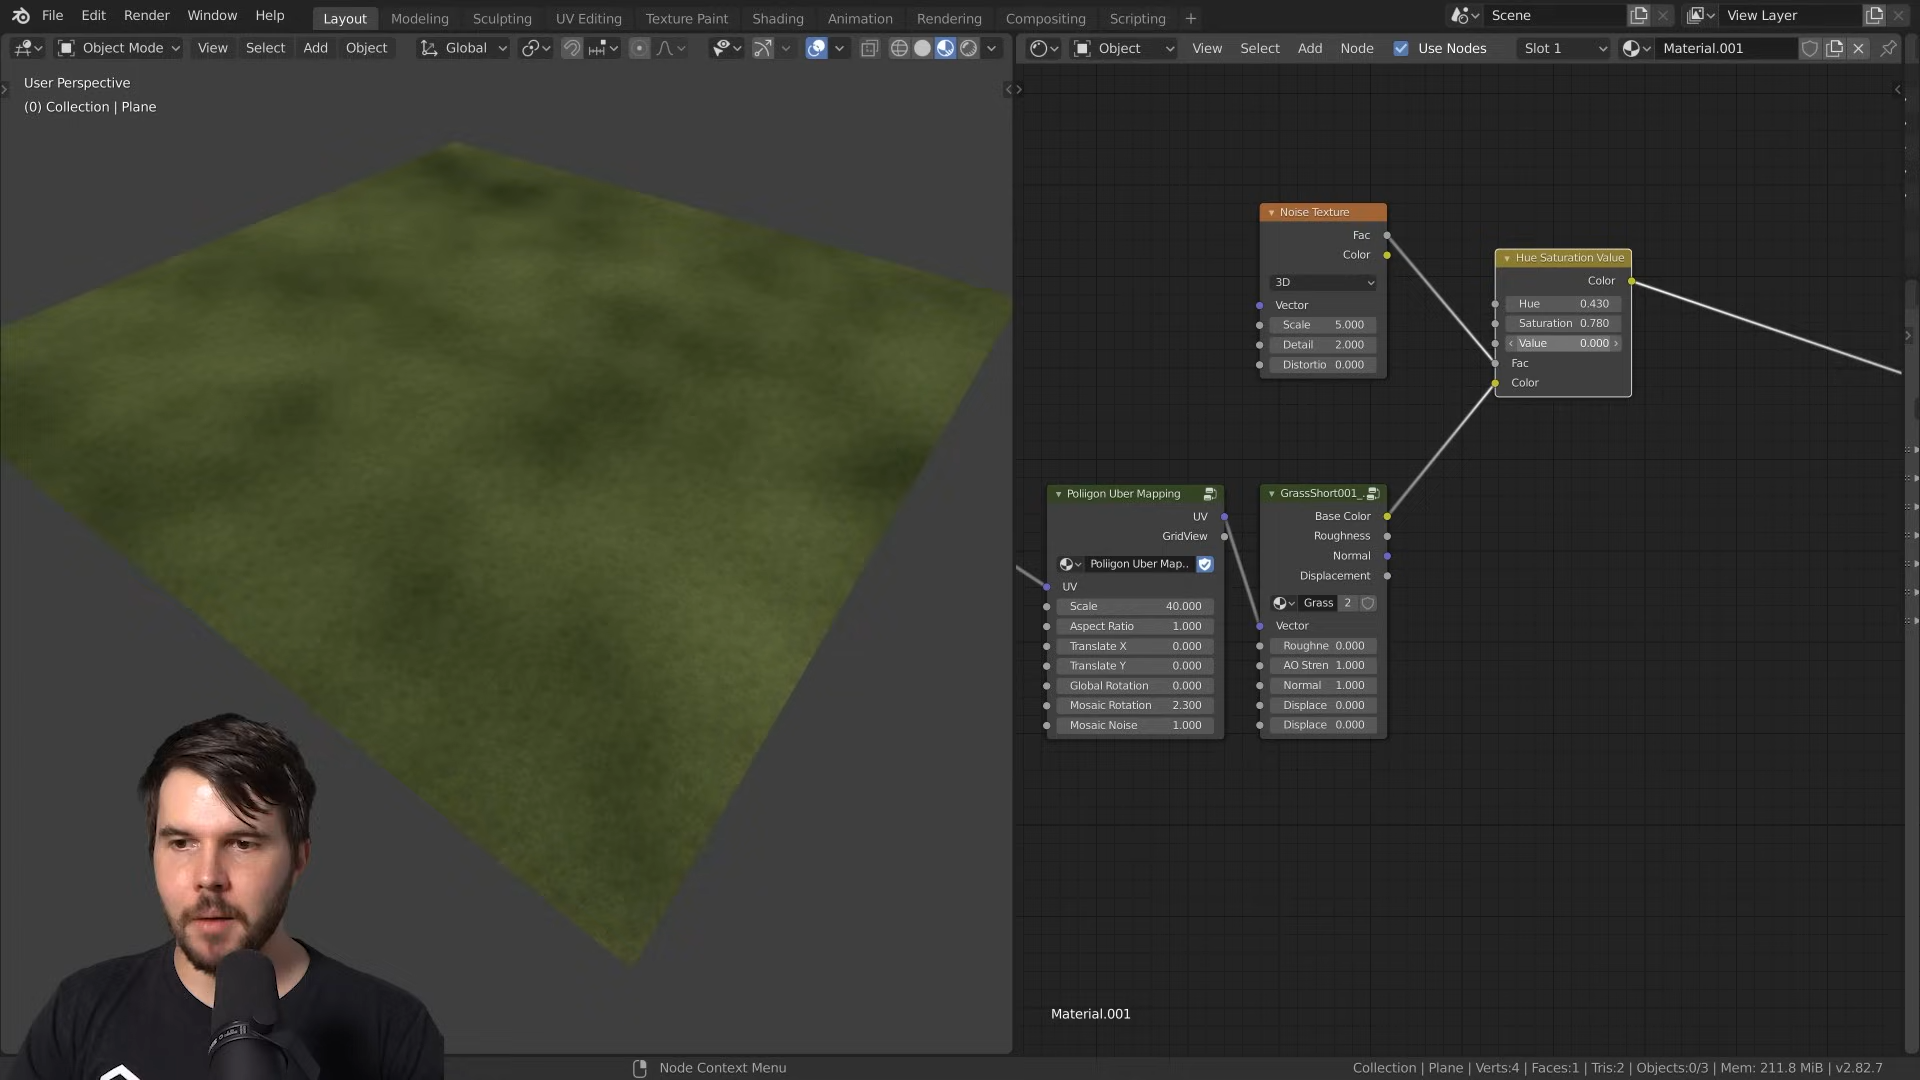 File Edit Render Window Help Layout Modeling Sculpting UV Editing Texture Paint Shading Animation Rendering Compositing Scripting + Scene View Layer
Object Mode View Select Add Object Global Object View Select Add Node Use Nodes Slot 1 Material.001
User Perspective
(0) Collection | Plane
Noise Texture
Fac
Color
3D
Vector
Scale 5.000
Detail 2.000
Distortio 0.000
Hue Saturation Value
Color
Hue 0.430
Saturation 0.780
Value 0.000
Fac
Color
Poliigon Uber Mapping
UV
GridView
Poliigon Uber Map..
UV
Scale 40.000
Aspect Ratio 1.000
Translate X 0.000
Translate Y 0.000
Global Rotation 0.000
Mosaic Rotation 2.300
Mosaic Noise 1.000
GrassShort001_..
Base Color
Roughness
Normal
Displacement
Grass 2
Vector
Roughne 0.000
AO Stren 1.000
Normal 1.000
Displace 0.000
Displace 0.000
Material.001
Node Context Menu
Collection | Plane | Verts:4 | Faces:1 | Tris:2 | Objects:0/3 | Mem: 211.8 MiB | v2.82.7